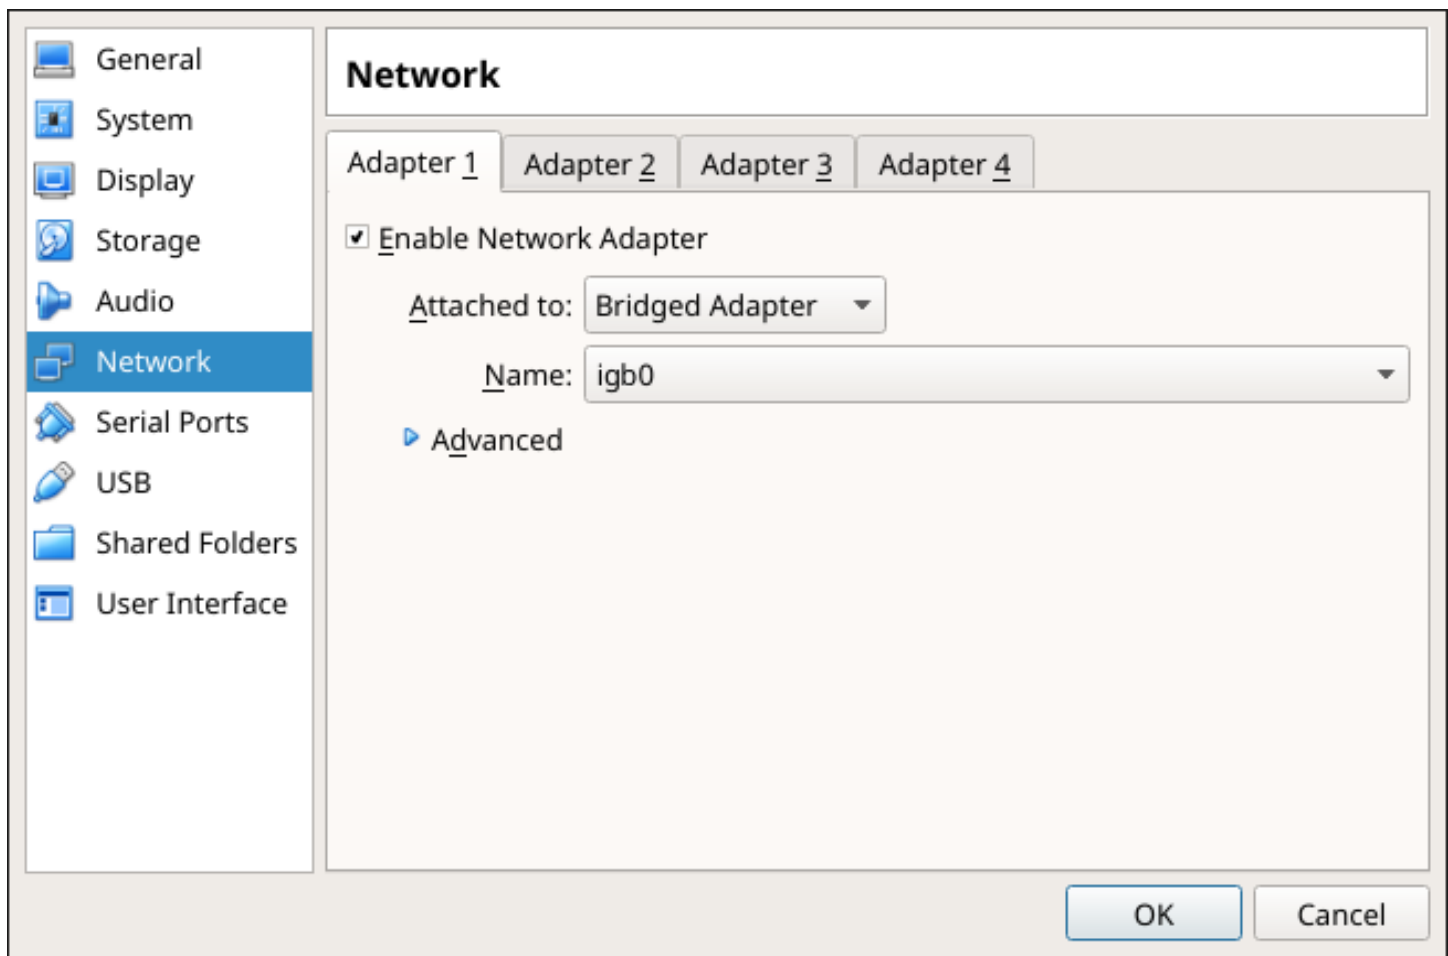 General
System
Display
Storage
Audio
Network
Serial Ports
USB
Shared Folders
User Interface
Network
Adapter 1
Adapter 2
Adapter 3
Adapter 4
Enable Network Adapter
Attached to: Bridged Adapter
Name: igb0
Advanced
OK
Cancel